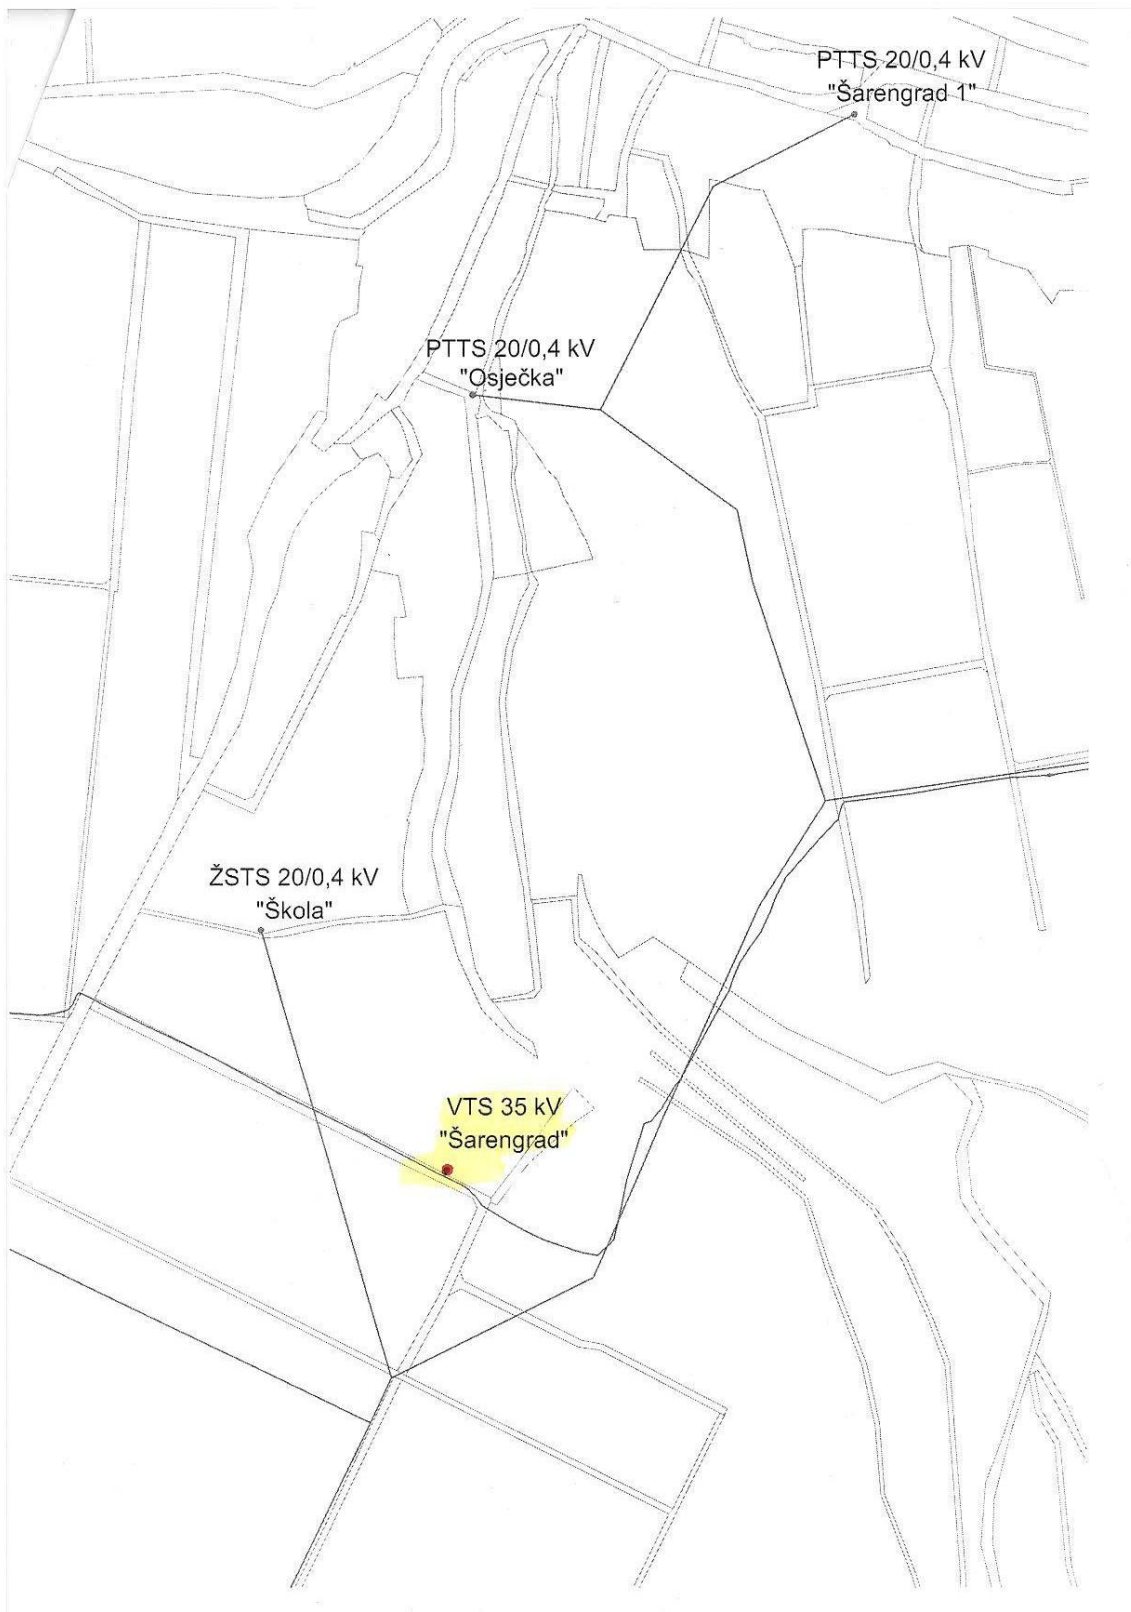 PTTS 20/0,4 kV
"Šarengrad 1"
PTTS 20/0,4 kV
"Osječka"
ŽSTS 20/0,4 kV
"Škola"
VTS 35 kV
"Šarengrad"